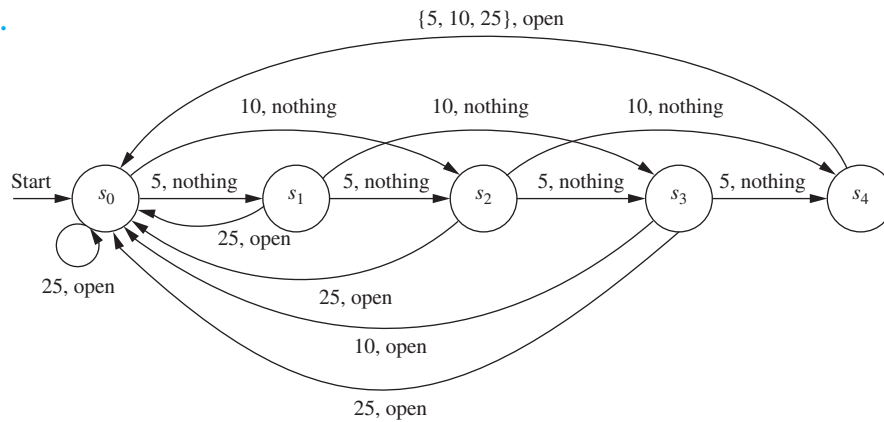 {5, 10, 25}, open
10, nothing
10, nothing
10, nothing
Start
s0
5, nothing
s1
5, nothing
s2
5, nothing
s3
5, nothing
s4
25, open
25, open
25, open
10, open
25, open